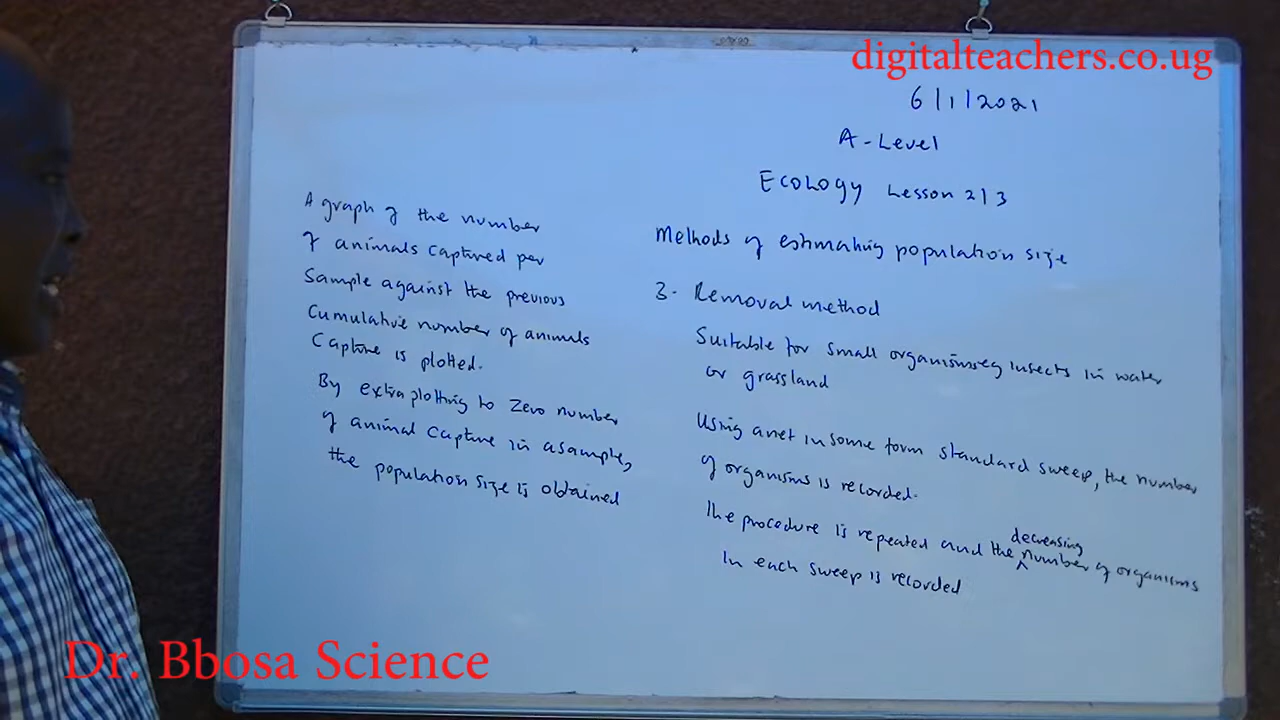 digitalteachers.co.ug
6/1/2021
A-Level
Ecology Lesson 2/3
Methods of estimating population size
3. Removal method
Suitable for small organisms eg insects in water
or grassland
Using a net in some form standard sweep, the number
of organisms is recorded.
The procedure is repeated and the decreasing number of organisms
In each sweep is recorded
A graph of the number
of animals captured per
Sample against the previous
Cumulative number of animals
Capture is plotted.
By extraplotting to Zero number
of animal capture in a sample,
the population size is obtained
Dr. Bbosa Science